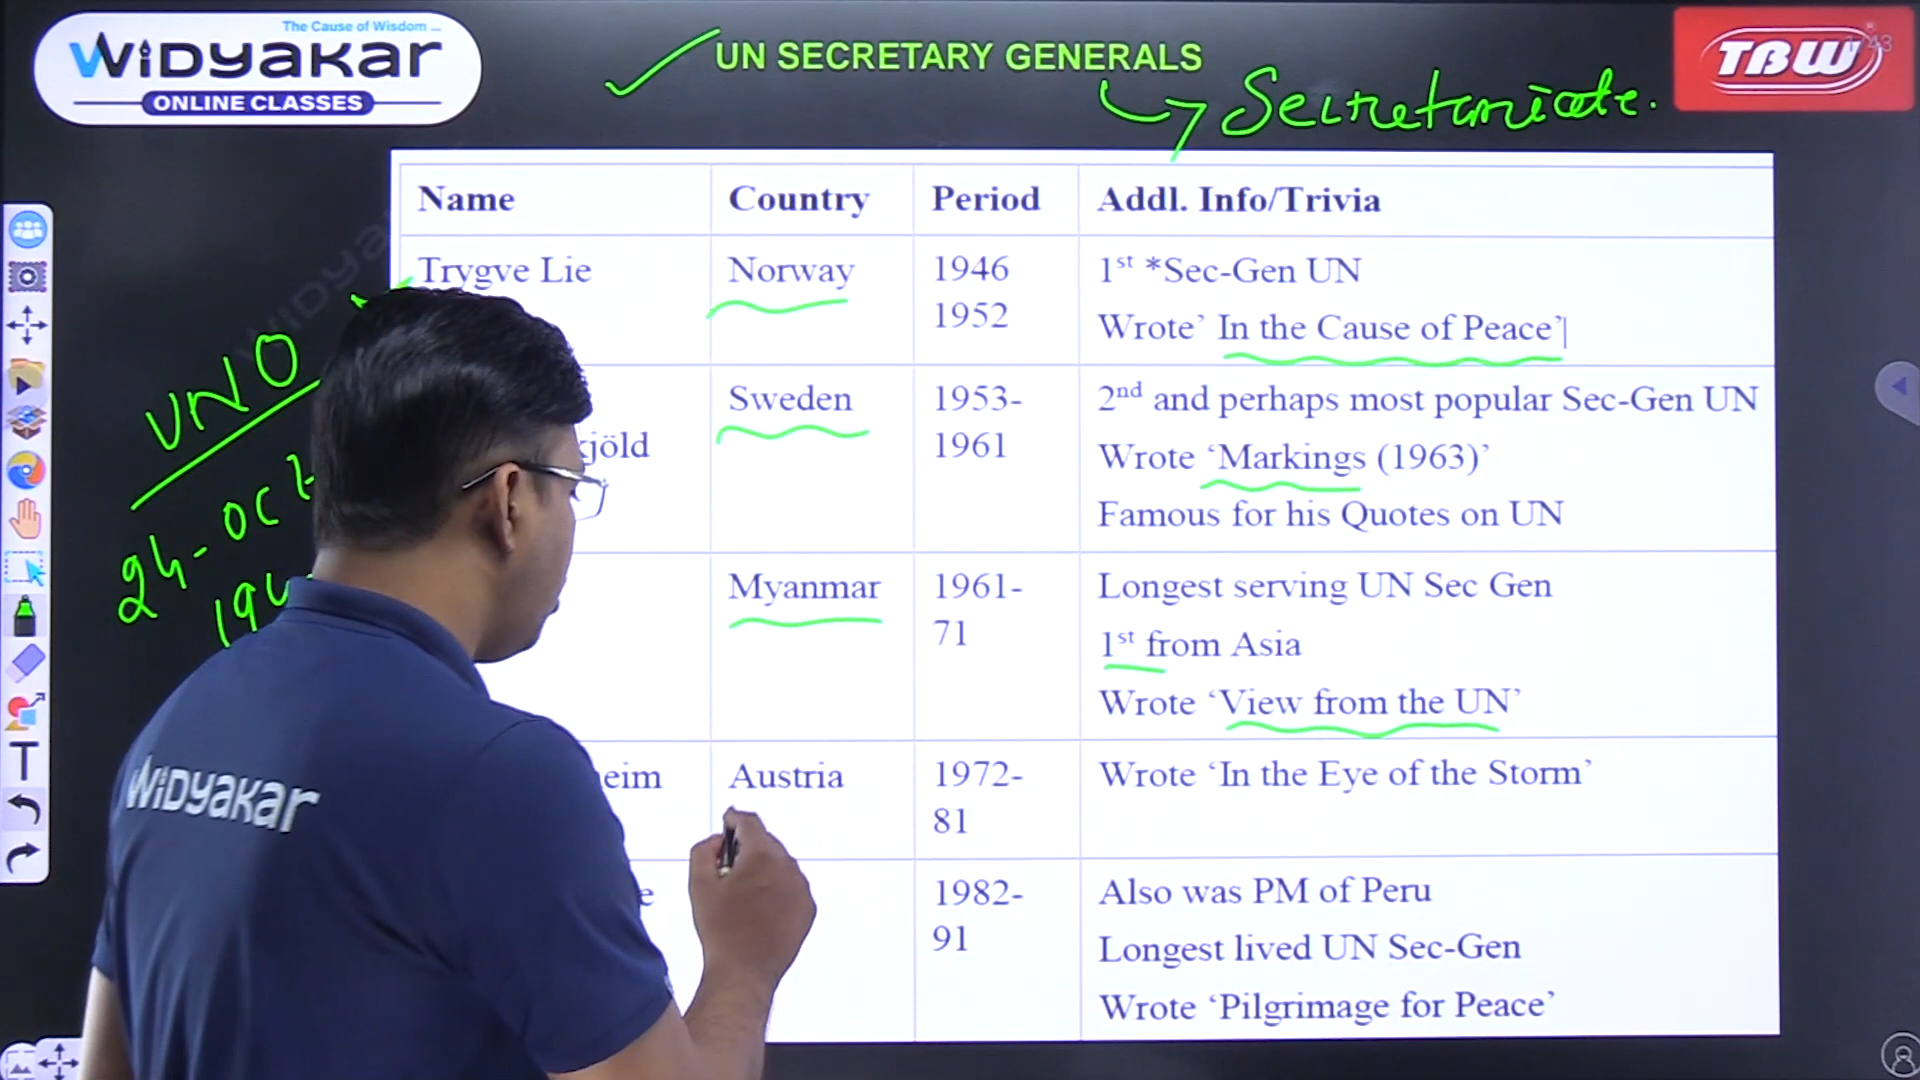 The Cause of Wisdom ...
WiDyaKar
ONLINE CLASSES
UN SECRETARY GENERALS
Secretariate.
TBW
Name Country Period Addl. Info/Trivia
Trygve Lie Norway 1946 1st *Sec-Gen UN
1952 Wrote’ In the Cause of Peace’
UNO
Sweden 1953- 2nd and perhaps most popular Sec-Gen UN
jöld 1961 Wrote ‘Markings (1963)’
24-Oct
Famous for his Quotes on UN
Myanmar 1961- Longest serving UN Sec Gen
194
71 1st from Asia
Wrote ‘View from the UN’
eim Austria 1972- Wrote ‘In the Eye of the Storm’
81
WiDyaKar
e 1982- Also was PM of Peru
91 Longest lived UN Sec-Gen
Wrote ‘Pilgrimage for Peace’